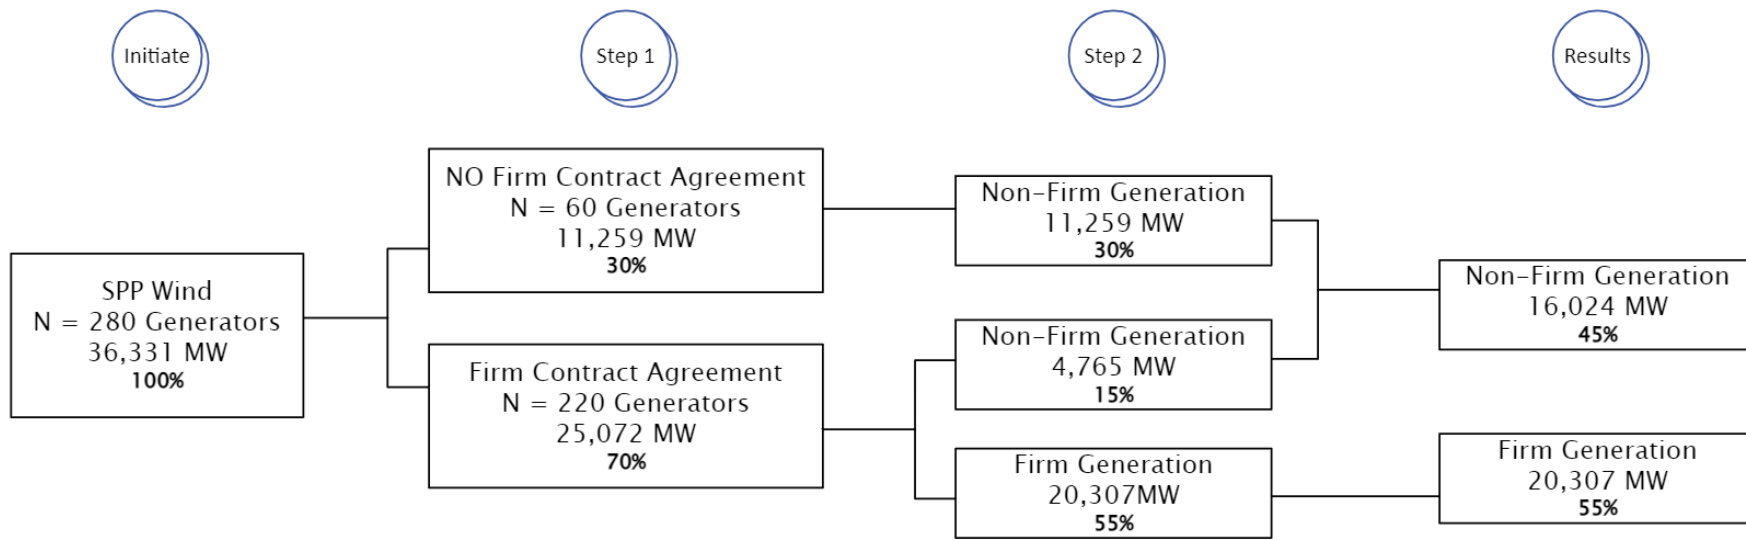 Initiate
Step 1
Step 2
Results
SPP Wind
N = 280 Generators
36,331 MW
100%
NO Firm Contract Agreement
N = 60 Generators
11,259 MW
30%
Firm Contract Agreement
N = 220 Generators
25,072 MW
70%
Non-Firm Generation
11,259 MW
30%
Non-Firm Generation
4,765 MW
15%
Firm Generation
20,307MW
55%
Non-Firm Generation
16,024 MW
45%
Firm Generation
20,307 MW
55%